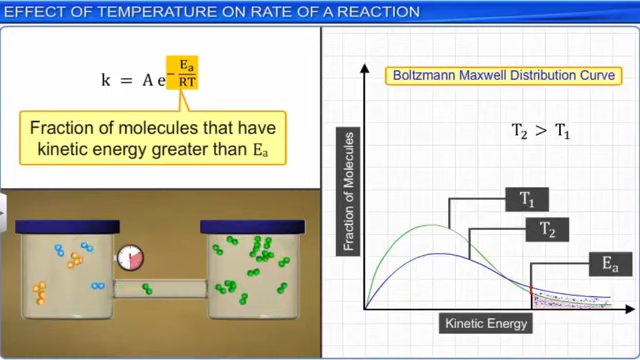 EFFECT OF TEMPERATURE ON RATE OF A REACTION
k = A e^−Ea/RT
Fraction of molecules that have
kinetic energy greater than Ea
Boltzmann Maxwell Distribution Curve
T2 > T1
Fraction of Molecules
T1
T2
Ea
Kinetic Energy